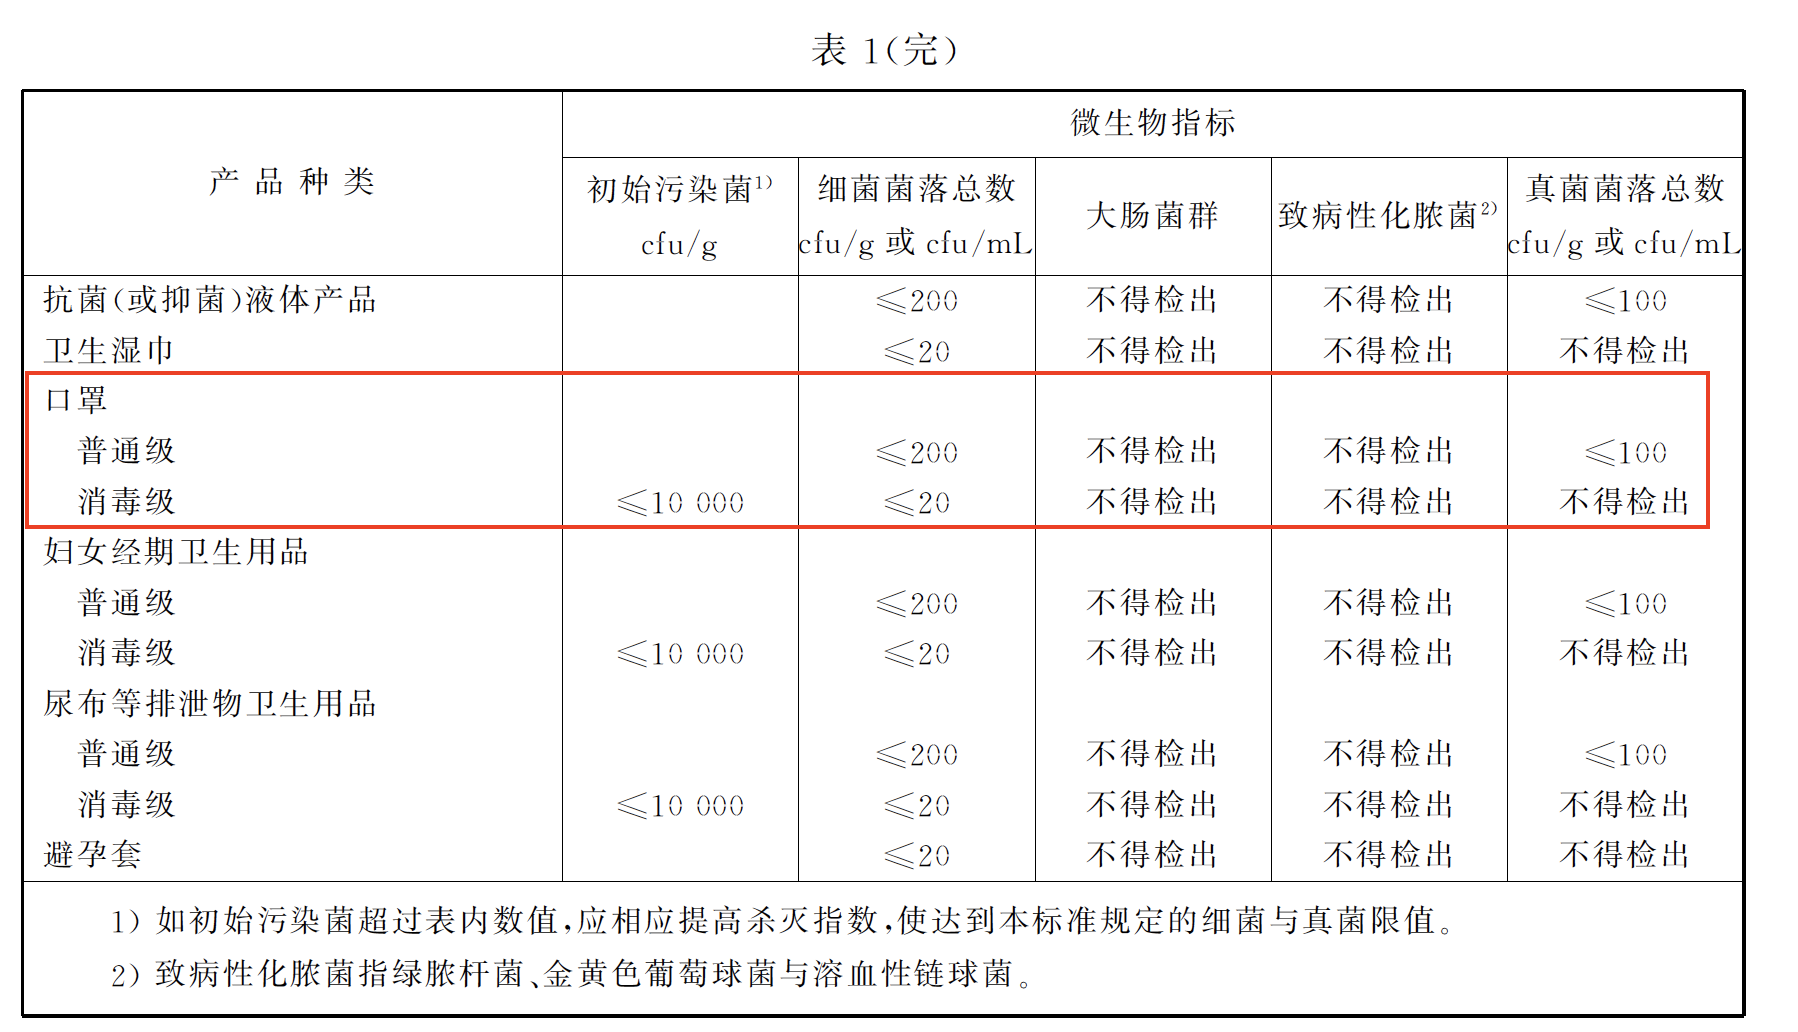 表 1(完)
产 品 种 类
微生物指标
初始污染菌1)
cfu/g
细菌菌落总数
cfu/g 或 cfu/mL
大肠菌群
致病性化脓菌2)
真菌菌落总数
cfu/g 或 cfu/mL
抗菌(或抑菌)液体产品 ≤200 不得检出 不得检出 ≤100
卫生湿巾 ≤20 不得检出 不得检出 不得检出
口罩
普通级 ≤200 不得检出 不得检出 ≤100
消毒级 ≤10 000 ≤20 不得检出 不得检出 不得检出
妇女经期卫生用品
普通级 ≤200 不得检出 不得检出 ≤100
消毒级 ≤10 000 ≤20 不得检出 不得检出 不得检出
尿布等排泄物卫生用品
普通级 ≤200 不得检出 不得检出 ≤100
消毒级 ≤10 000 ≤20 不得检出 不得检出 不得检出
避孕套 ≤20 不得检出 不得检出 不得检出
1) 如初始污染菌超过表内数值,应相应提高杀灭指数,使达到本标准规定的细菌与真菌限值。
2) 致病性化脓菌指绿脓杆菌、金黄色葡萄球菌与溶血性链球菌。